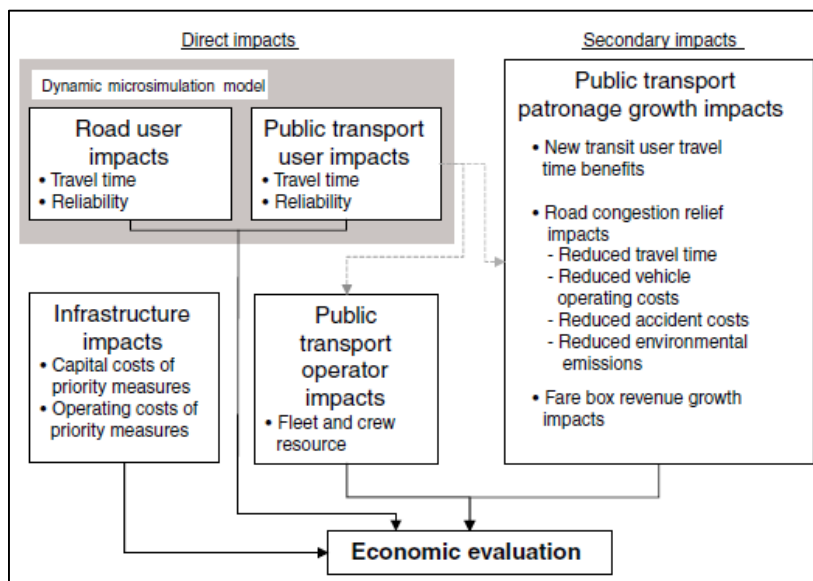 Direct impacts
Secondary impacts
Dynamic microsimulation model
Road user
impacts
• Travel time
• Reliability
Public transport
user impacts
• Travel time
• Reliability
Public transport
patronage growth impacts
• New transit user travel
time benefits
• Road congestion relief
impacts
- Reduced travel time
- Reduced vehicle
operating costs
- Reduced accident costs
- Reduced environmental
emissions
• Fare box revenue growth
impacts
Infrastructure
impacts
• Capital costs of
priority measures
• Operating costs of
priority measures
Public
transport
operator
impacts
• Fleet and crew
resource
Economic evaluation